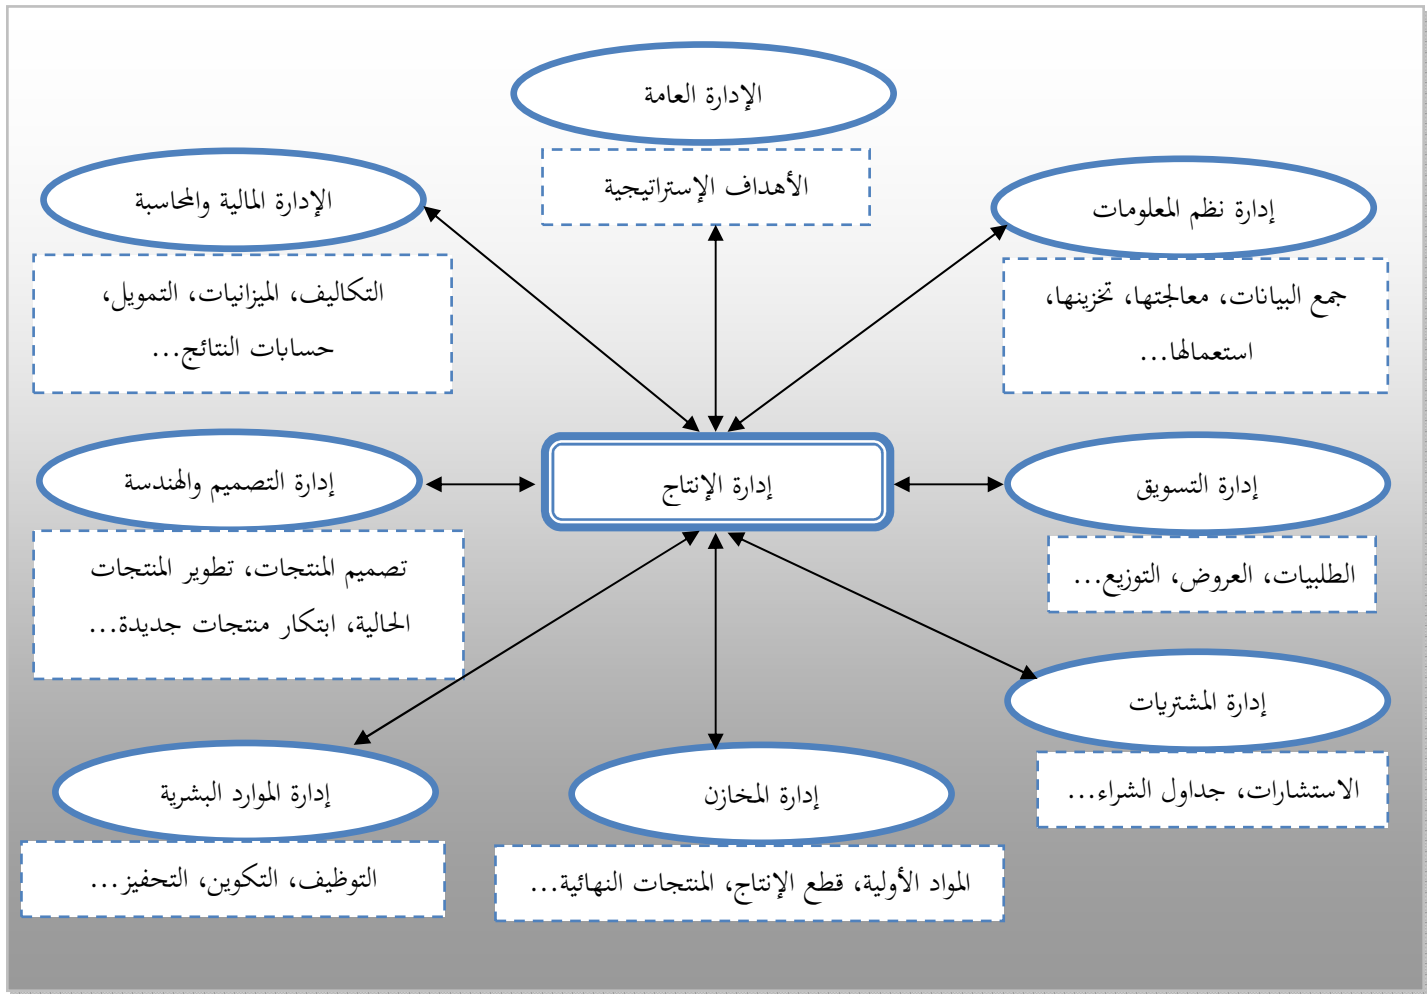 الإدارة العامة
الأهداف الإستراتيجية
إدارة نظم المعلومات
جمع البيانات، معالجتها، تخزينها،
استعمالها...
الإدارة المالية والمحاسبة
التكاليف، الميزانيات، التمويل،
حسابات النتائج...
إدارة التسويق
الطلبيات، العروض، التوزيع...
إدارة الإنتاج
إدارة التصميم والهندسة
تصميم المنتجات، تطوير المنتجات
الحالية، ابتكار منتجات جديدة...
إدارة المشتريات
الاستشارات، جداول الشراء...
إدارة المخازن
المواد الأولية، قطع الإنتاج، المنتجات النهائية...
إدارة الموارد البشرية
التوظيف، التكوين، التحفيز...